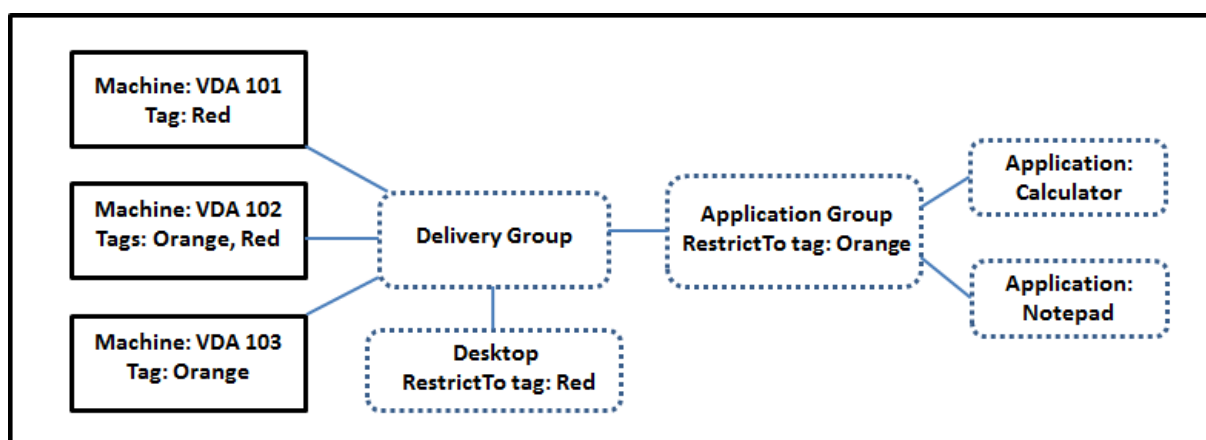 Machine: VDA 101
Tag: Red
Machine: VDA 102
Tags: Orange, Red
Machine: VDA 103
Tag: Orange
Delivery Group
Desktop
RestrictTo tag: Red
Application Group
RestrictTo tag: Orange
Application:
Calculator
Application:
Notepad